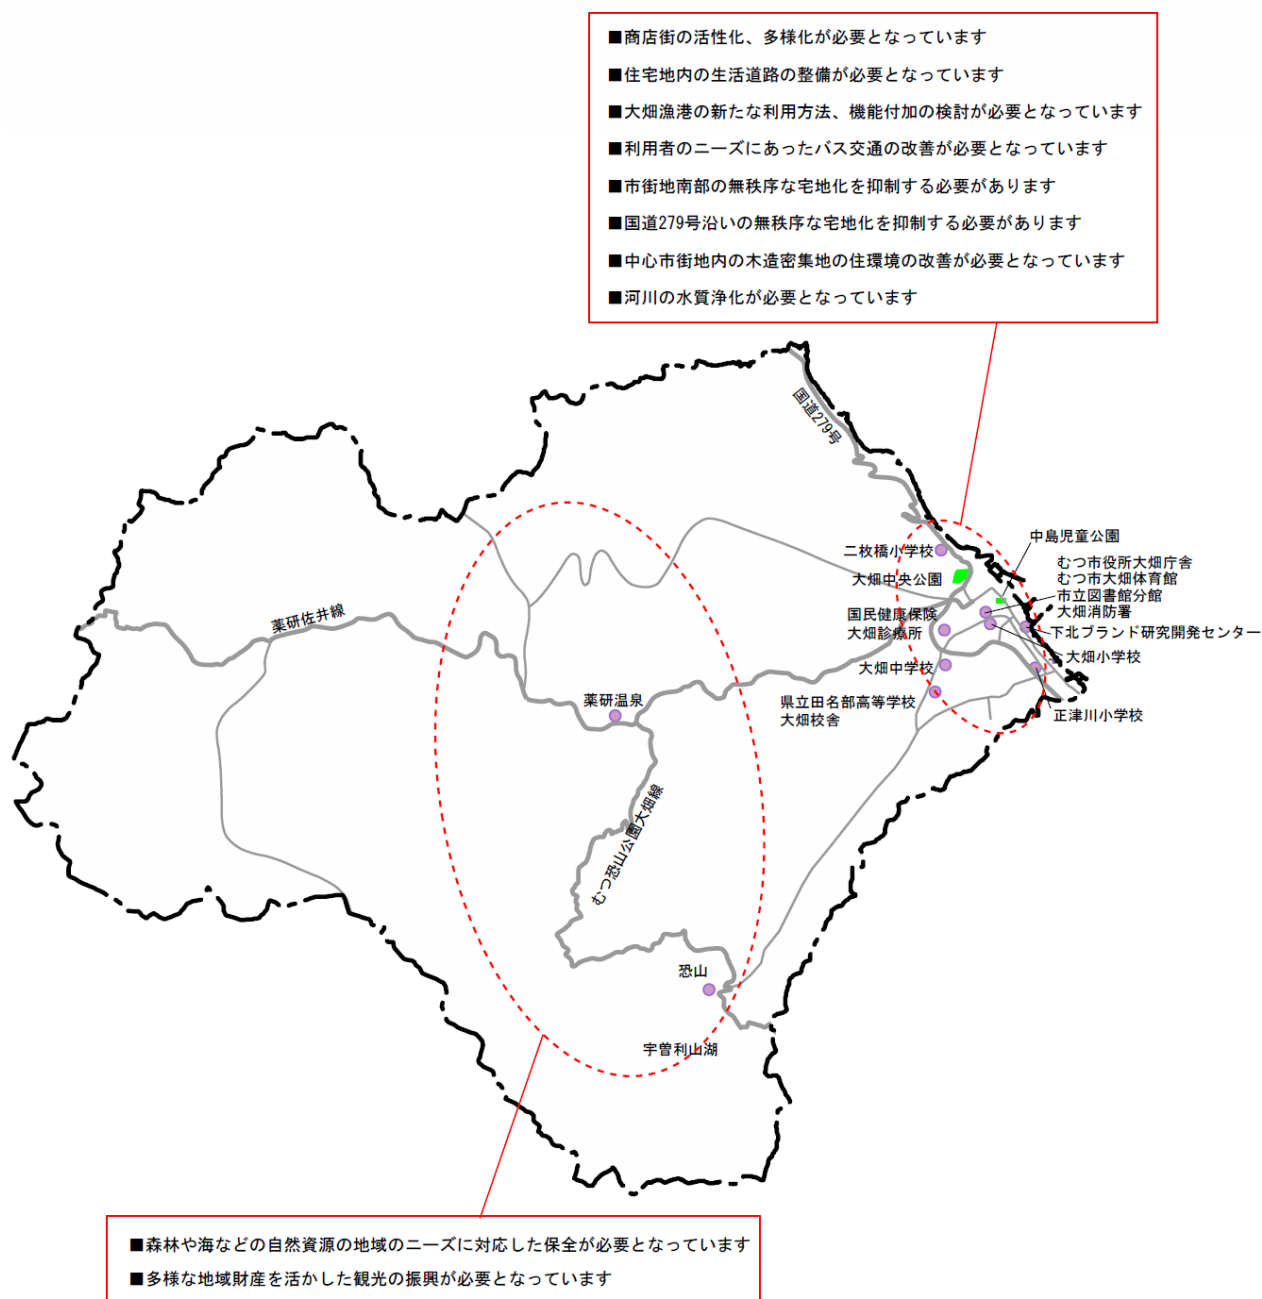 ■商店街の活性化、多様化が必要となっています
■住宅地内の生活道路の整備が必要となっています
■大畑漁港の新たな利用方法、機能付加の検討が必要となっています
■利用者のニーズにあったバス交通の改善が必要となっています
■市街地南部の無秩序な宅地化を抑制する必要があります
■国道279号沿いの無秩序な宅地化を抑制する必要があります
■中心市街地内の木造密集地の住環境の改善が必要となっています
■河川の水質浄化が必要となっています
国道279号
中島児童公園
二枚橋小学校
むつ市役所大畑庁舎
むつ市大畑体育館
市立図書館分館
大畑消防署
大畑中央公園
国民健康保険
大畑診療所
下北ブランド研究開発センター
大畑小学校
大畑中学校
県立田名部高等学校
大畑校舎
正津川小学校
薬研佐井線
薬研温泉
むつ恐山公園大畑線
恐山
宇曽利山湖
■森林や海などの自然資源の地域のニーズに対応した保全が必要となっています
■多様な地域財産を活かした観光の振興が必要となっています